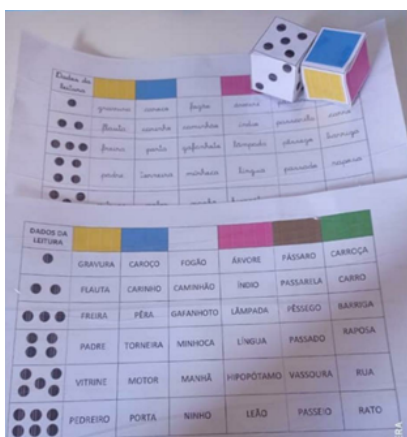 Dados da
leitura
gravura caroço fogão árvore
flauta carinho caminhão índio passarela carro
freira pera gafanhoto lâmpada pêssego barriga
padre torneira minhoca língua passado raposa
DADOS DA
LEITURA
GRAVURA CAROÇO FOGÃO ÁRVORE PÁSSARO CARROÇA
FLAUTA CARINHO CAMINHÃO ÍNDIO PASSARELA CARRO
FREIRA PÊRA GAFANHOTO LÂMPADA PÊSSEGO BARRIGA
PADRE TORNEIRA MINHOCA LÍNGUA PASSADO RAPOSA
VITRINE MOTOR MANHÃ HIPOPÓTAMO VASSOURA RUA
PEDREIRO PORTA NINHO LEÃO PASSEIO RATO